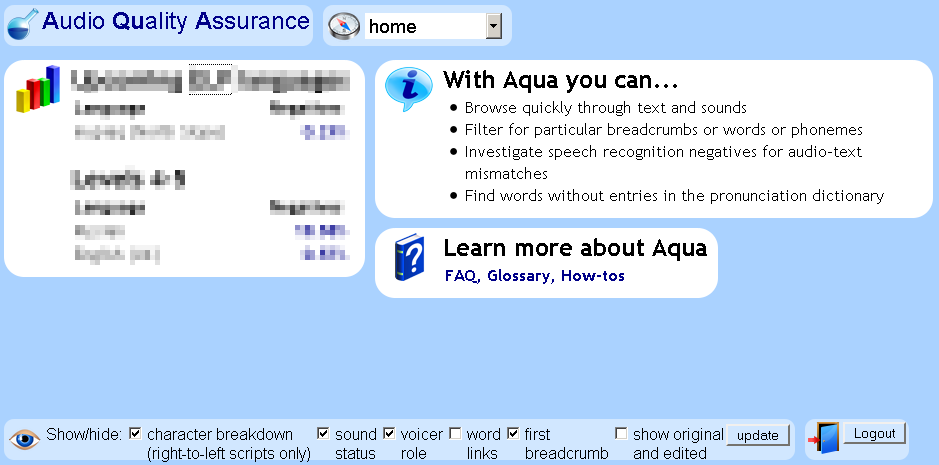 Audio Quality Assurance
home
Levels 4-5
With Aqua you can...
Browse quickly through text and sounds
Filter for particular breadcrumbs or words or phonemes
Investigate speech recognition negatives for audio-text
mismatches
Find words without entries in the pronunciation dictionary
Learn more about Aqua
FAQ, Glossary, How-tos
Show/hide:
character breakdown
(right-to-left scripts only)
sound
status
voicer
role
word
links
first
breadcrumb
show original
and edited
update
Logout